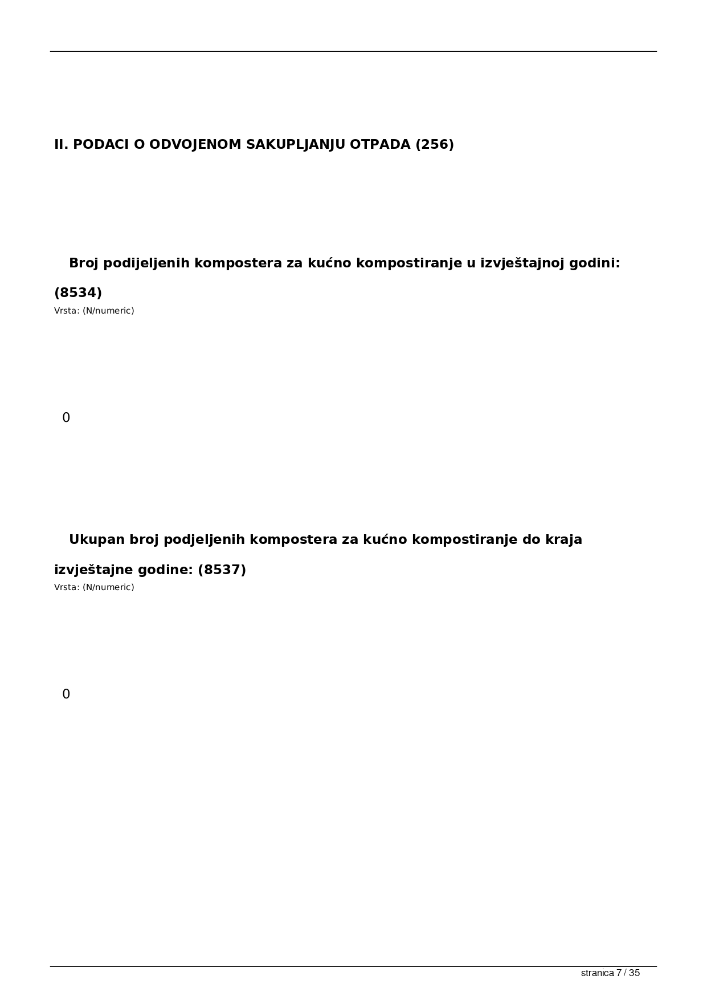 II. PODACI O ODVOJENOM SAKUPLJANJU OTPADA (256)
Broj podijeljenih kompostera za kućno kompostiranje u izvještajnoj godini:
(8534)
Vrsta: (N/numeric)
0
Ukupan broj podjeljenih kompostera za kućno kompostiranje do kraja
izvještajne godine: (8537)
Vrsta: (N/numeric)
0
stranica 7 / 35